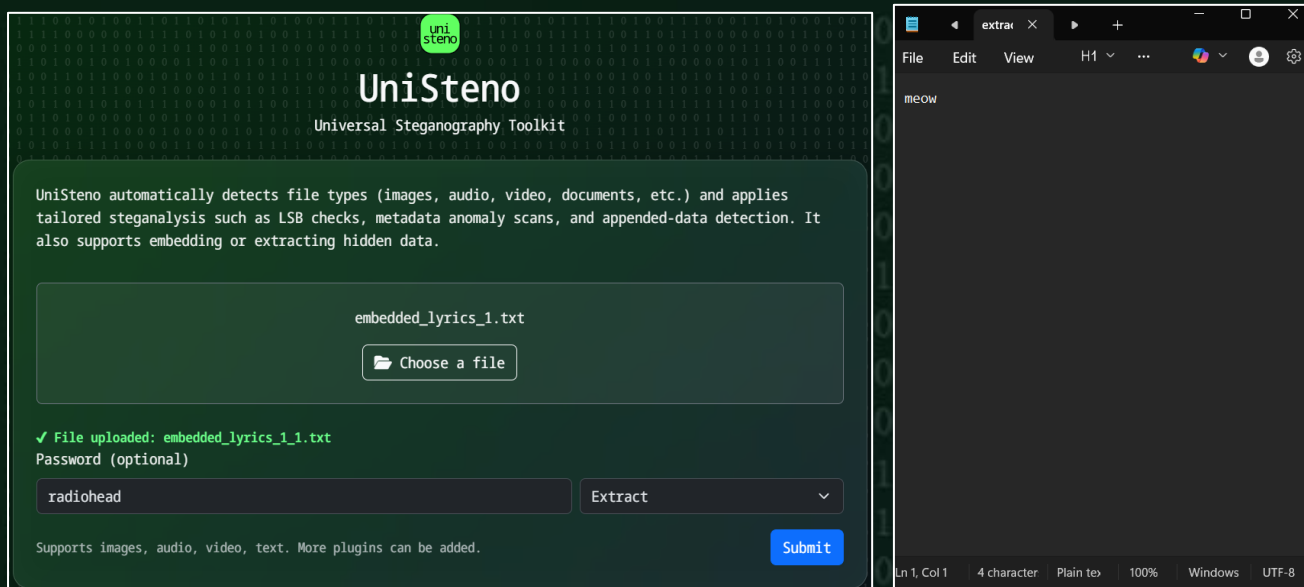 uni
steno
UniSteno
Universal Steganography Toolkit
UniSteno automatically detects file types (images, audio, video, documents, etc.) and applies
tailored steganalysis such as LSB checks, metadata anomaly scans, and appended-data detection. It
also supports embedding or extracting hidden data.
embedded_lyrics_1.txt
Choose a file
✓ File uploaded: embedded_lyrics_1_1.txt
Password (optional)
radiohead
Extract
Supports images, audio, video, text. More plugins can be added.
Submit
extrac
File Edit View H1 ...
meow
Ln 1, Col 1 4 character Plain tex 100% Windows UTF-8